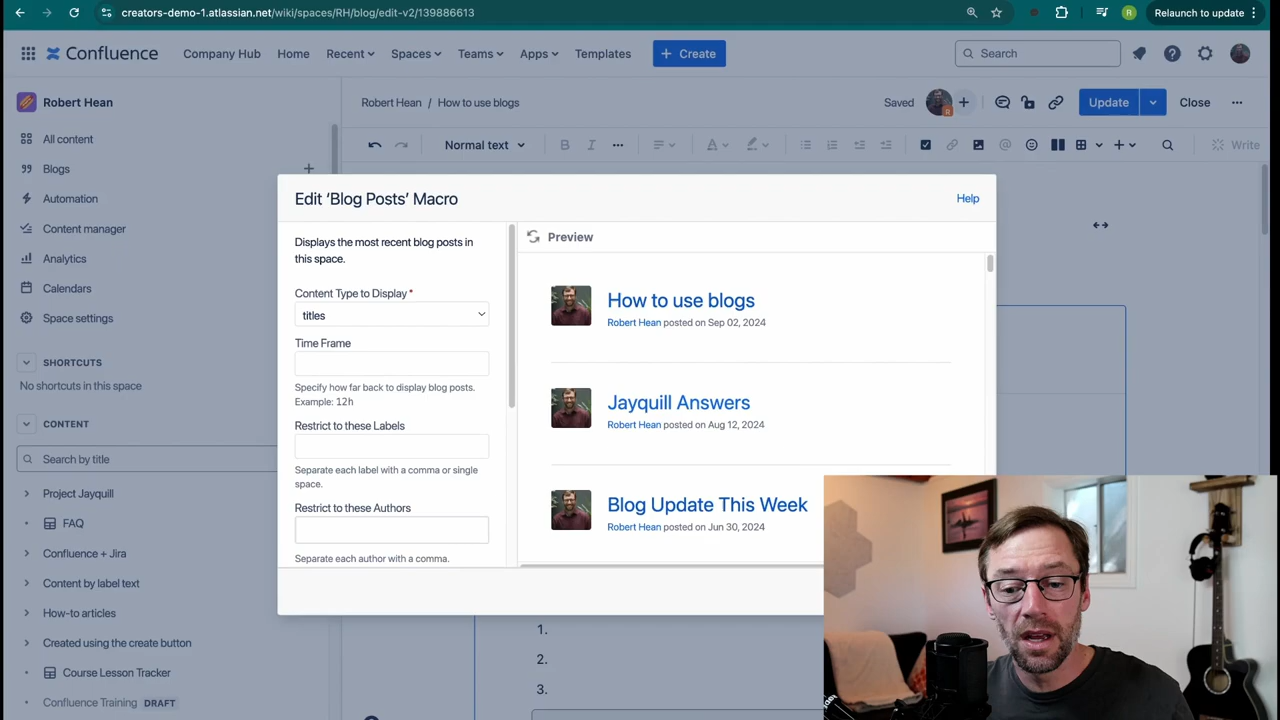 creators-demo-1.atlassian.net/wiki/spaces/RH/blog/edit-v2/139886613
R
Relaunch to update
Confluence
Company Hub
Home
Recent
Spaces
Teams
Apps
Templates
+ Create
Search
Robert Hean
Robert Hean / How to use blogs
Saved
R
Update
Close
All content
Normal text
B
I
A
Write
Blogs
Automation
Content manager
Analytics
Calendars
Space settings
SHORTCUTS
No shortcuts in this space
CONTENT
Search by title
Project Jayquill
FAQ
Confluence + Jira
Content by label text
How-to articles
Created using the create button
Course Lesson Tracker
Confluence Training DRAFT
Edit ‘Blog Posts’ Macro
Help
Displays the most recent blog posts in
this space.
Content Type to Display *
titles
Time Frame
Specify how far back to display blog posts.
Example: 12h
Restrict to these Labels
Separate each label with a comma or single
space.
Restrict to these Authors
Separate each author with a comma.
Preview
How to use blogs
Robert Hean posted on Sep 02, 2024
Jayquill Answers
Robert Hean posted on Aug 12, 2024
Blog Update This Week
Robert Hean posted on Jun 30, 2024
1.
2.
3.